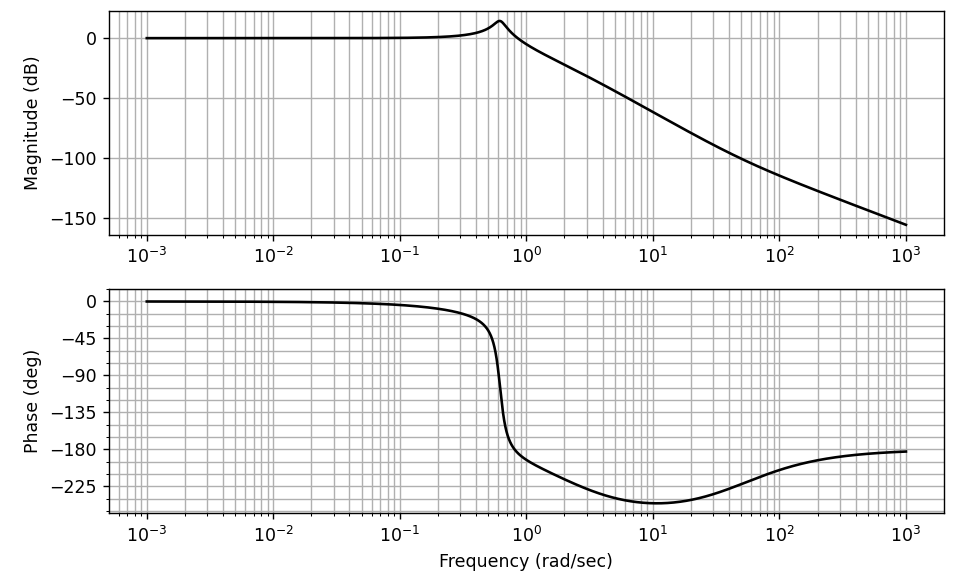 Magnitude (dB)
0
−50
−100
−150
10⁻³ 10⁻² 10⁻¹ 10⁰ 10¹ 10² 10³
Phase (deg)
0
−45
−90
−135
−180
−225
10⁻³ 10⁻² 10⁻¹ 10⁰ 10¹ 10² 10³
Frequency (rad/sec)